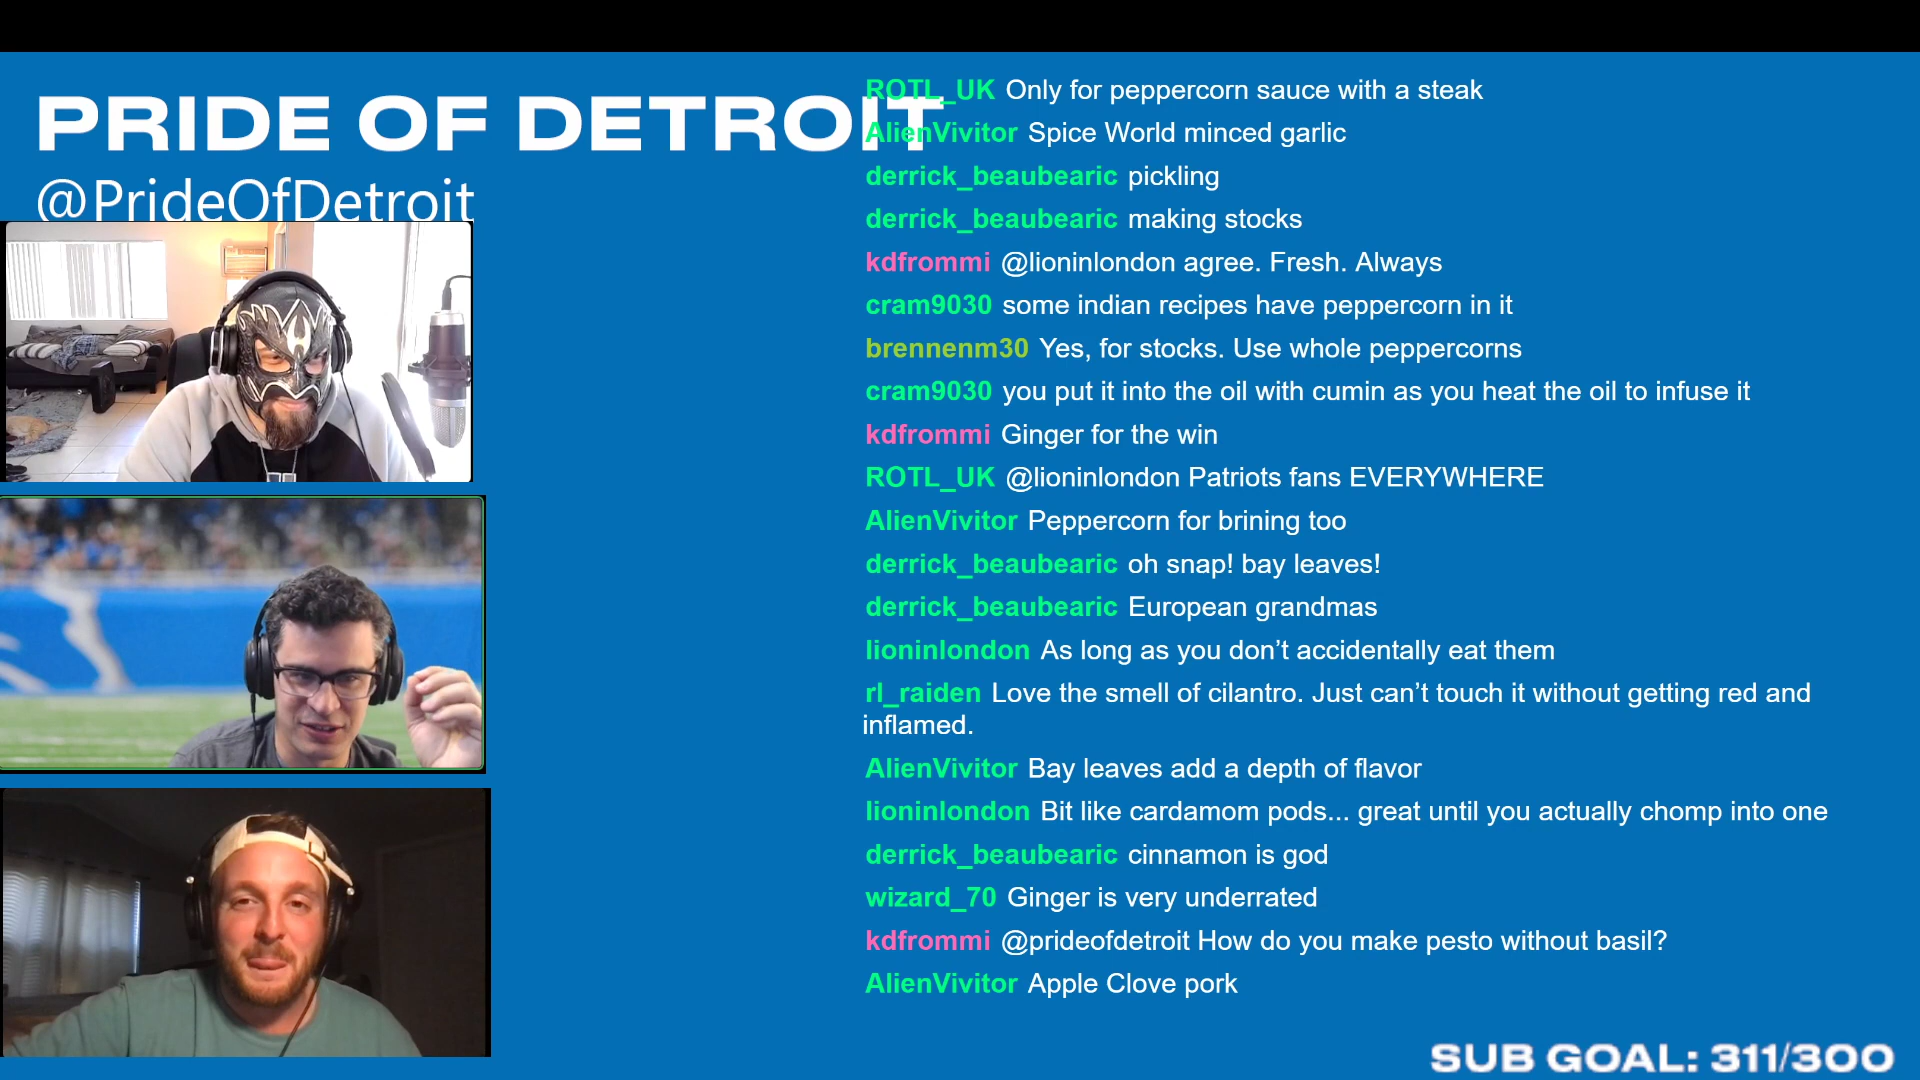 PRIDE OF DETROIT
@PrideOfDetroit
ROTL_UK Only for peppercorn sauce with a steak
AlienVivitor Spice World minced garlic
derrick_beaubearic pickling
derrick_beaubearic making stocks
kdfrommi @lioninlondon agree. Fresh. Always
cram9030 some indian recipes have peppercorn in it
brennenm30 Yes, for stocks. Use whole peppercorns
cram9030 you put it into the oil with cumin as you heat the oil to infuse it
kdfrommi Ginger for the win
ROTL_UK @lioninlondon Patriots fans EVERYWHERE
AlienVivitor Peppercorn for brining too
derrick_beaubearic oh snap! bay leaves!
derrick_beaubearic European grandmas
lioninlondon As long as you don’t accidentally eat them
rl_raiden Love the smell of cilantro. Just can’t touch it without getting red and
inflamed.
AlienVivitor Bay leaves add a depth of flavor
lioninlondon Bit like cardamom pods... great until you actually chomp into one
derrick_beaubearic cinnamon is god
wizard_70 Ginger is very underrated
kdfrommi @prideofdetroit How do you make pesto without basil?
AlienVivitor Apple Clove pork
SUB GOAL: 311/300